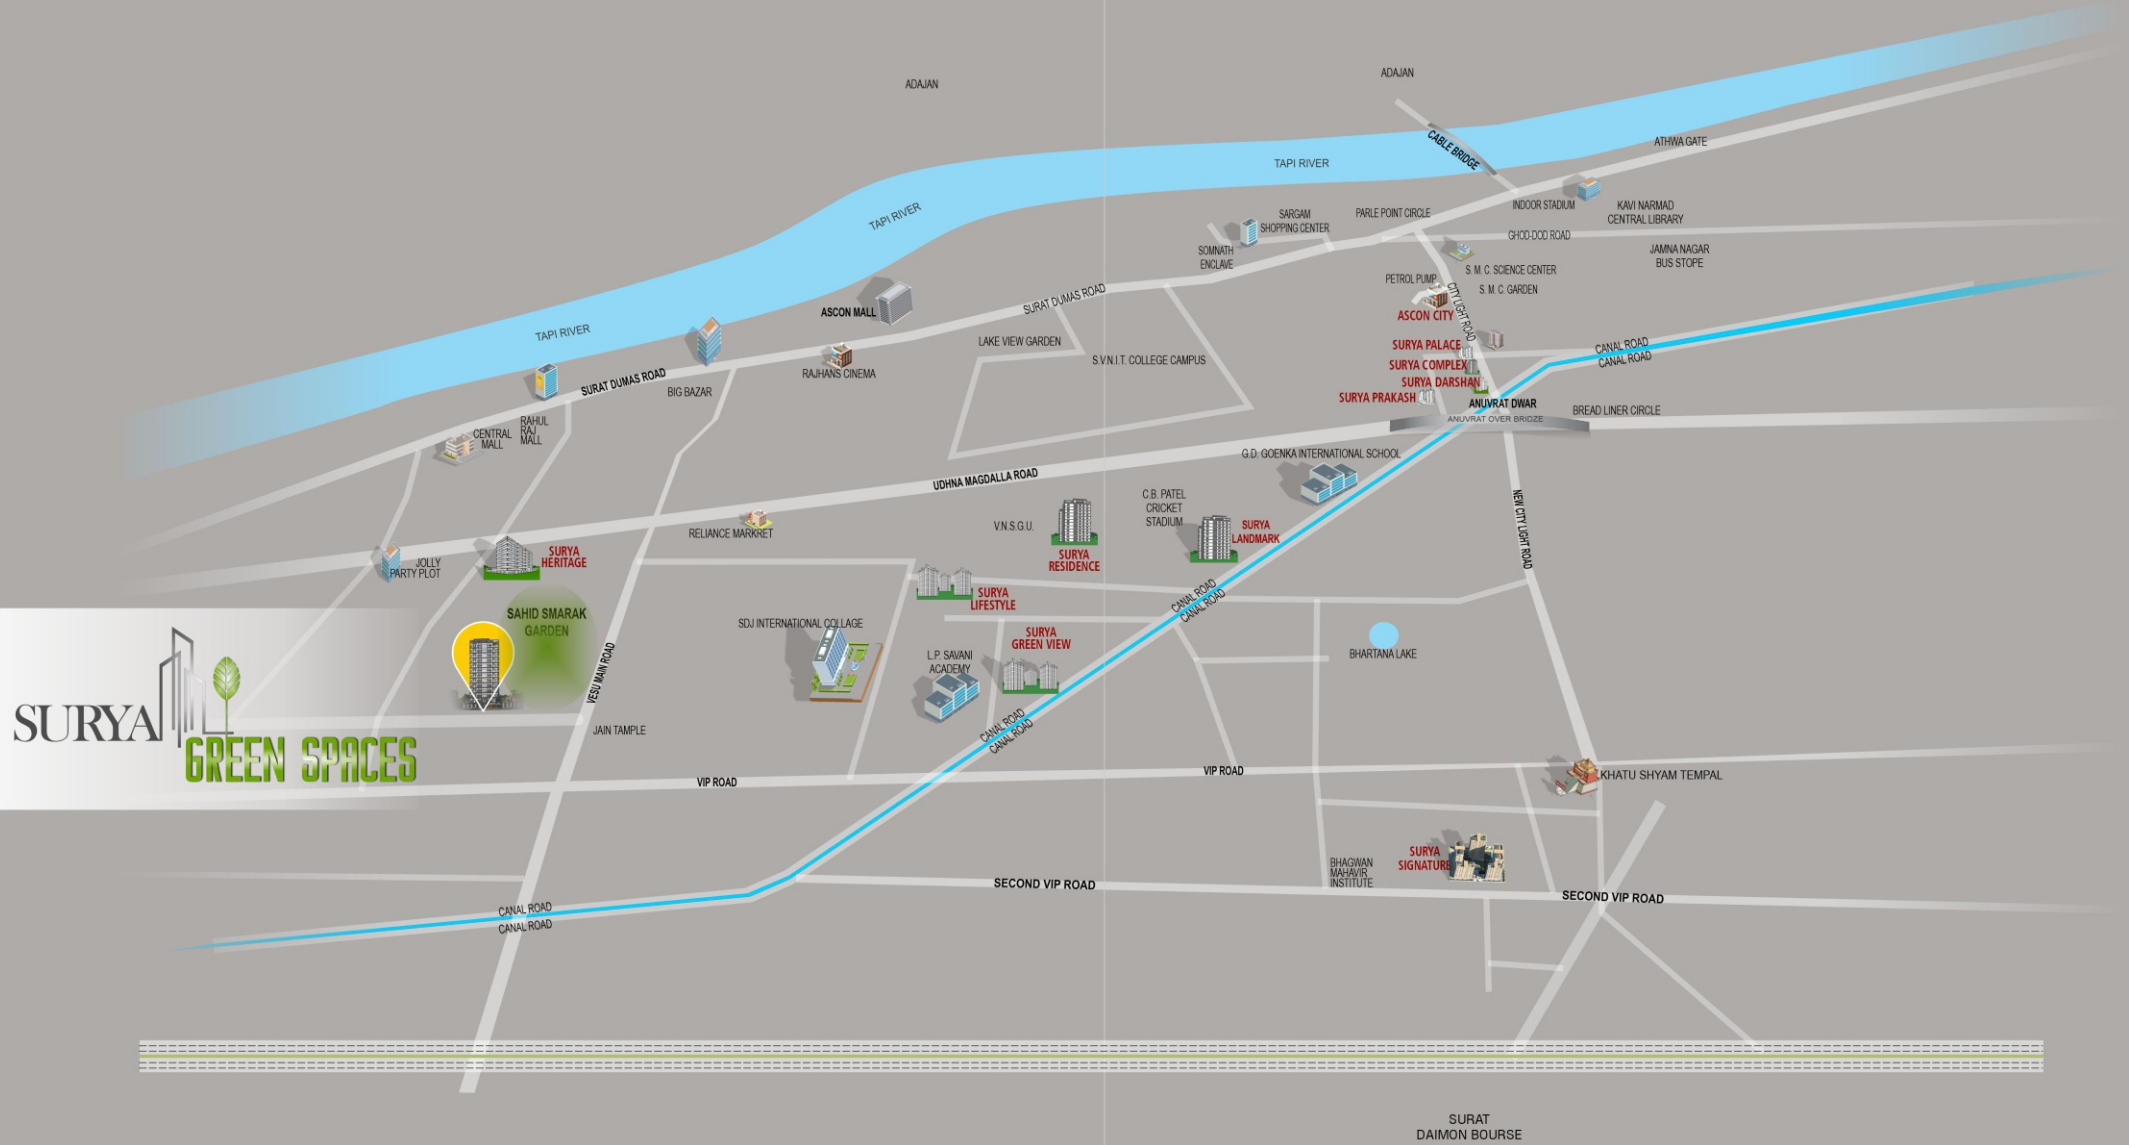 ADAJAN
ADAJAN
CABLE BRIDGE
ATHWA GATE
TAPI RIVER
TAPI RIVER
TAPI RIVER
INDOOR STADIUM
KAVI NARMAD
CENTRAL LIBRARY
SARGAM
SHOPPING CENTER
PARLE POINT CIRCLE
GHOD-DOD ROAD
SOMNATH
ENCLAVE
JAMNA NAGAR
BUS STOPE
S. M. C. SCIENCE CENTER
PETROL PUMP
S. M. C. GARDEN
CITY LIGHT ROAD
ASCON CITY
SURAT DUMAS ROAD
ASCON MALL
LAKE VIEW GARDEN
S.V.N.I.T. COLLEGE CAMPUS
SURYA PALACE
SURYA COMPLEX
SURYA DARSHAN
SURYA PRAKASH
CANAL ROAD
CANAL ROAD
ANUVRAT DWAR
ANUVRAT OVER BRIDZE
BREAD LINER CIRCLE
RAJHANS CINEMA
SURAT DUMAS ROAD
BIG BAZAR
RAHUL
RAJ
MALL
CENTRAL
MALL
G.D. GOENKA INTERNATIONAL SCHOOL
UDHNA MAGDALLA ROAD
C.B. PATEL
CRICKET
STADIUM
NEW CITY LIGHT ROAD
V.N.S.G.U.
SURYA
LANDMARK
RELIANCE MARKRET
SURYA
RESIDENCE
JOLLY
PARTY PLOT
SURYA
HERITAGE
SURYA
LIFESTYLE
CANAL ROAD
CANAL ROAD
SAHID SMARAK
GARDEN
SDJ INTERNATIONAL COLLAGE
SURYA
GREEN VIEW
L.P. SAVANI
ACADEMY
BHARTANA LAKE
VESU MAIN ROAD
SURYA
GREEN SPACES
JAIN TAMPLE
CANAL ROAD
CANAL ROAD
VIP ROAD
VIP ROAD
KHATU SHYAM TEMPAL
SURYA
SIGNATURE
BHAGWAN
MAHAVIR
INSTITUTE
SECOND VIP ROAD
SECOND VIP ROAD
CANAL ROAD
CANAL ROAD
SURAT
DAIMON BOURSE